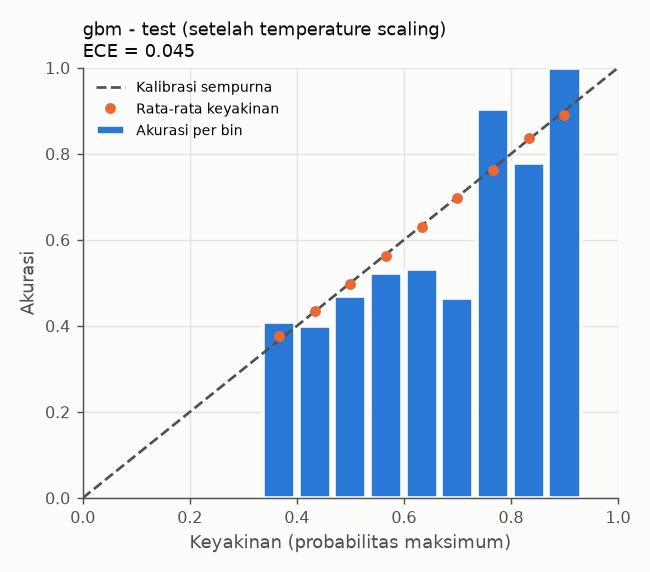 gbm - test (setelah temperature scaling)
ECE = 0.045
1.0
0.8
0.6
0.4
0.2
0.0
Akurasi
Kalibrasi sempurna
Rata-rata keyakinan
Akurasi per bin
0.0 0.2 0.4 0.6 0.8 1.0
Keyakinan (probabilitas maksimum)